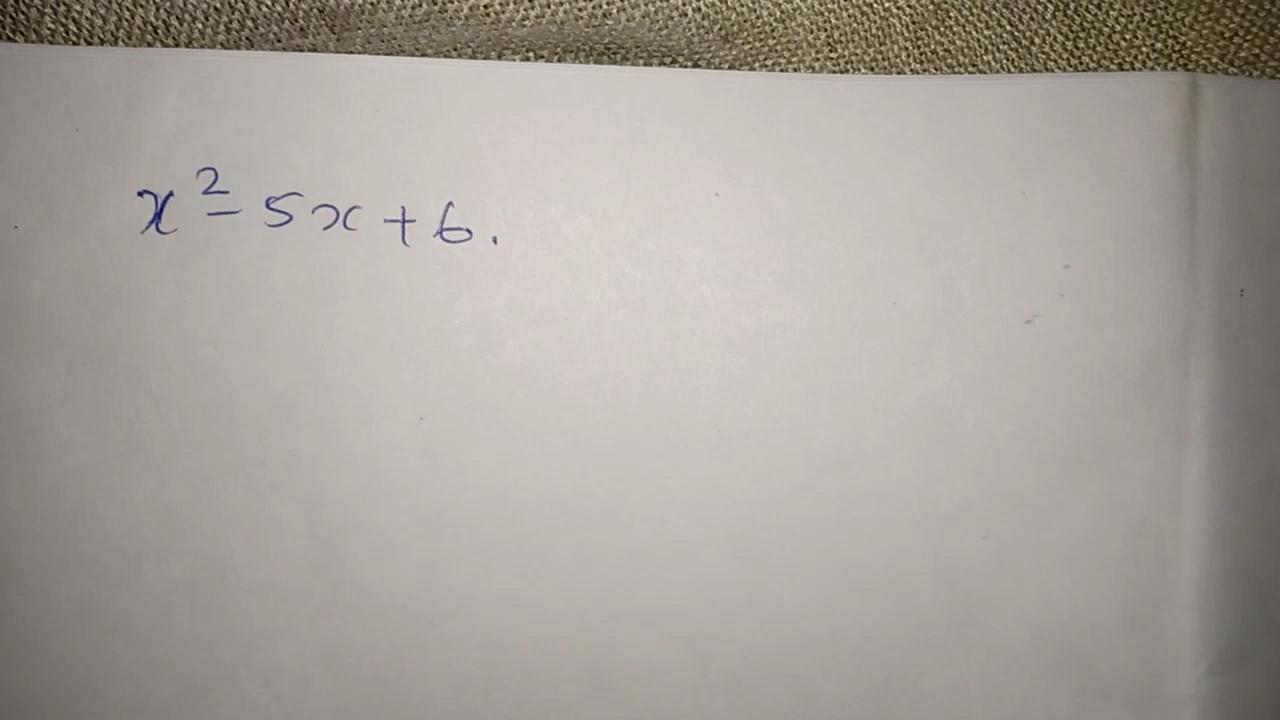 x² - 5x + 6.